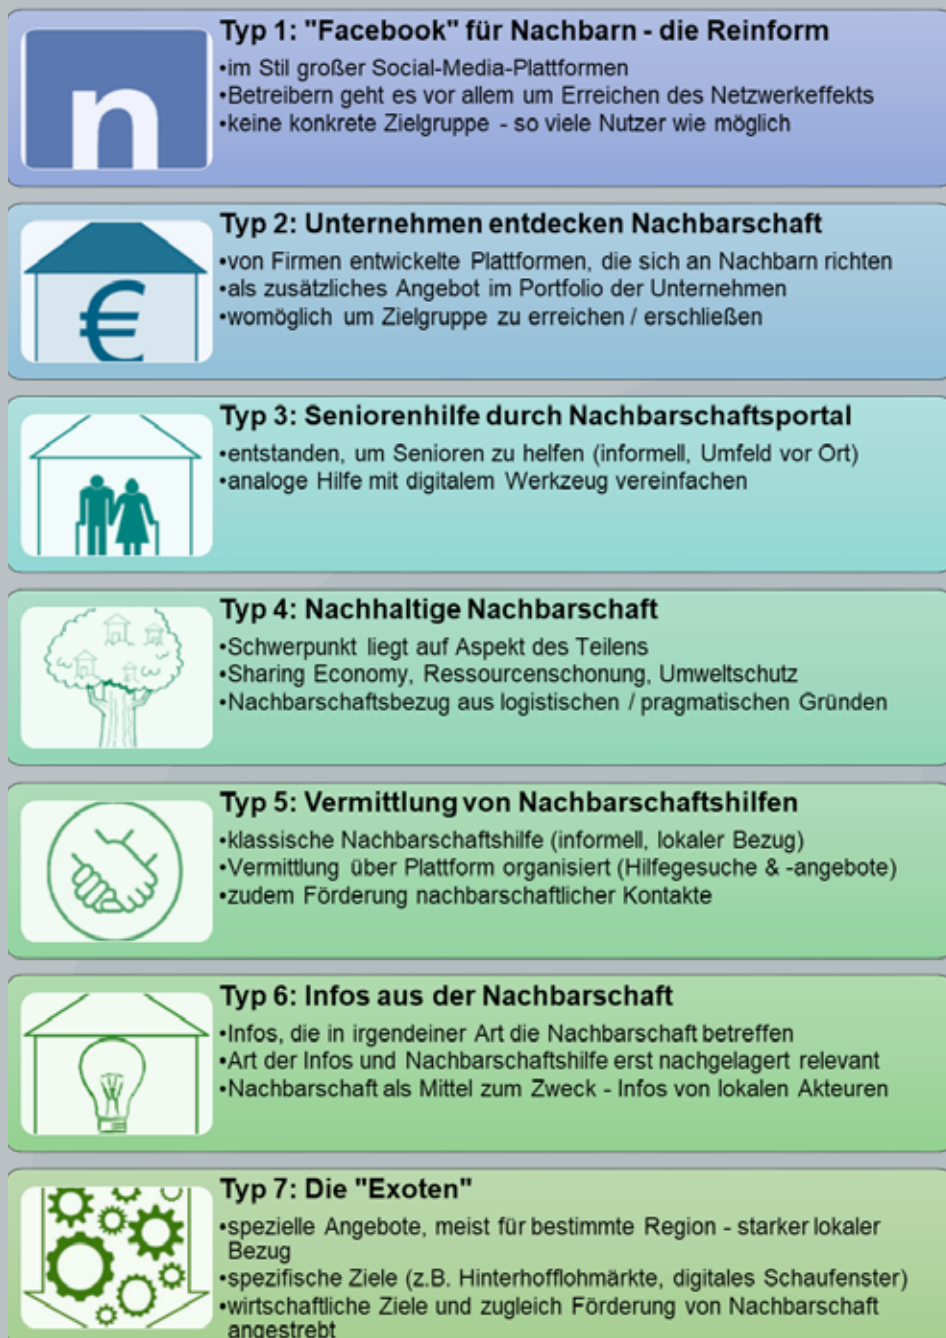 Typ 1: "Facebook" für Nachbarn - die Reinform
•im Stil großer Social-Media-Plattformen
•Betreibern geht es vor allem um Erreichen des Netzwerkeffekts
•keine konkrete Zielgruppe - so viele Nutzer wie möglich
n
Typ 2: Unternehmen entdecken Nachbarschaft
•von Firmen entwickelte Plattformen, die sich an Nachbarn richten
•als zusätzliches Angebot im Portfolio der Unternehmen
•womöglich um Zielgruppe zu erreichen / erschließen
€
Typ 3: Seniorenhilfe durch Nachbarschaftsportal
•entstanden, um Senioren zu helfen (informell, Umfeld vor Ort)
•analoge Hilfe mit digitalem Werkzeug vereinfachen
Typ 4: Nachhaltige Nachbarschaft
•Schwerpunkt liegt auf Aspekt des Teilens
•Sharing Economy, Ressourcenschonung, Umweltschutz
•Nachbarschaftsbezug aus logistischen / pragmatischen Gründen
Typ 5: Vermittlung von Nachbarschaftshilfen
•klassische Nachbarschaftshilfe (informell, lokaler Bezug)
•Vermittlung über Plattform organisiert (Hilfegesuche & -angebote)
•zudem Förderung nachbarschaftlicher Kontakte
Typ 6: Infos aus der Nachbarschaft
•Infos, die in irgendeiner Art die Nachbarschaft betreffen
•Art der Infos und Nachbarschaftshilfe erst nachgelagert relevant
•Nachbarschaft als Mittel zum Zweck - Infos von lokalen Akteuren
Typ 7: Die "Exoten"
•spezielle Angebote, meist für bestimmte Region - starker lokaler
Bezug
•spezifische Ziele (z.B. Hinterhofflohmärkte, digitales Schaufenster)
•wirtschaftliche Ziele und zugleich Förderung von Nachbarschaft
angestrebt